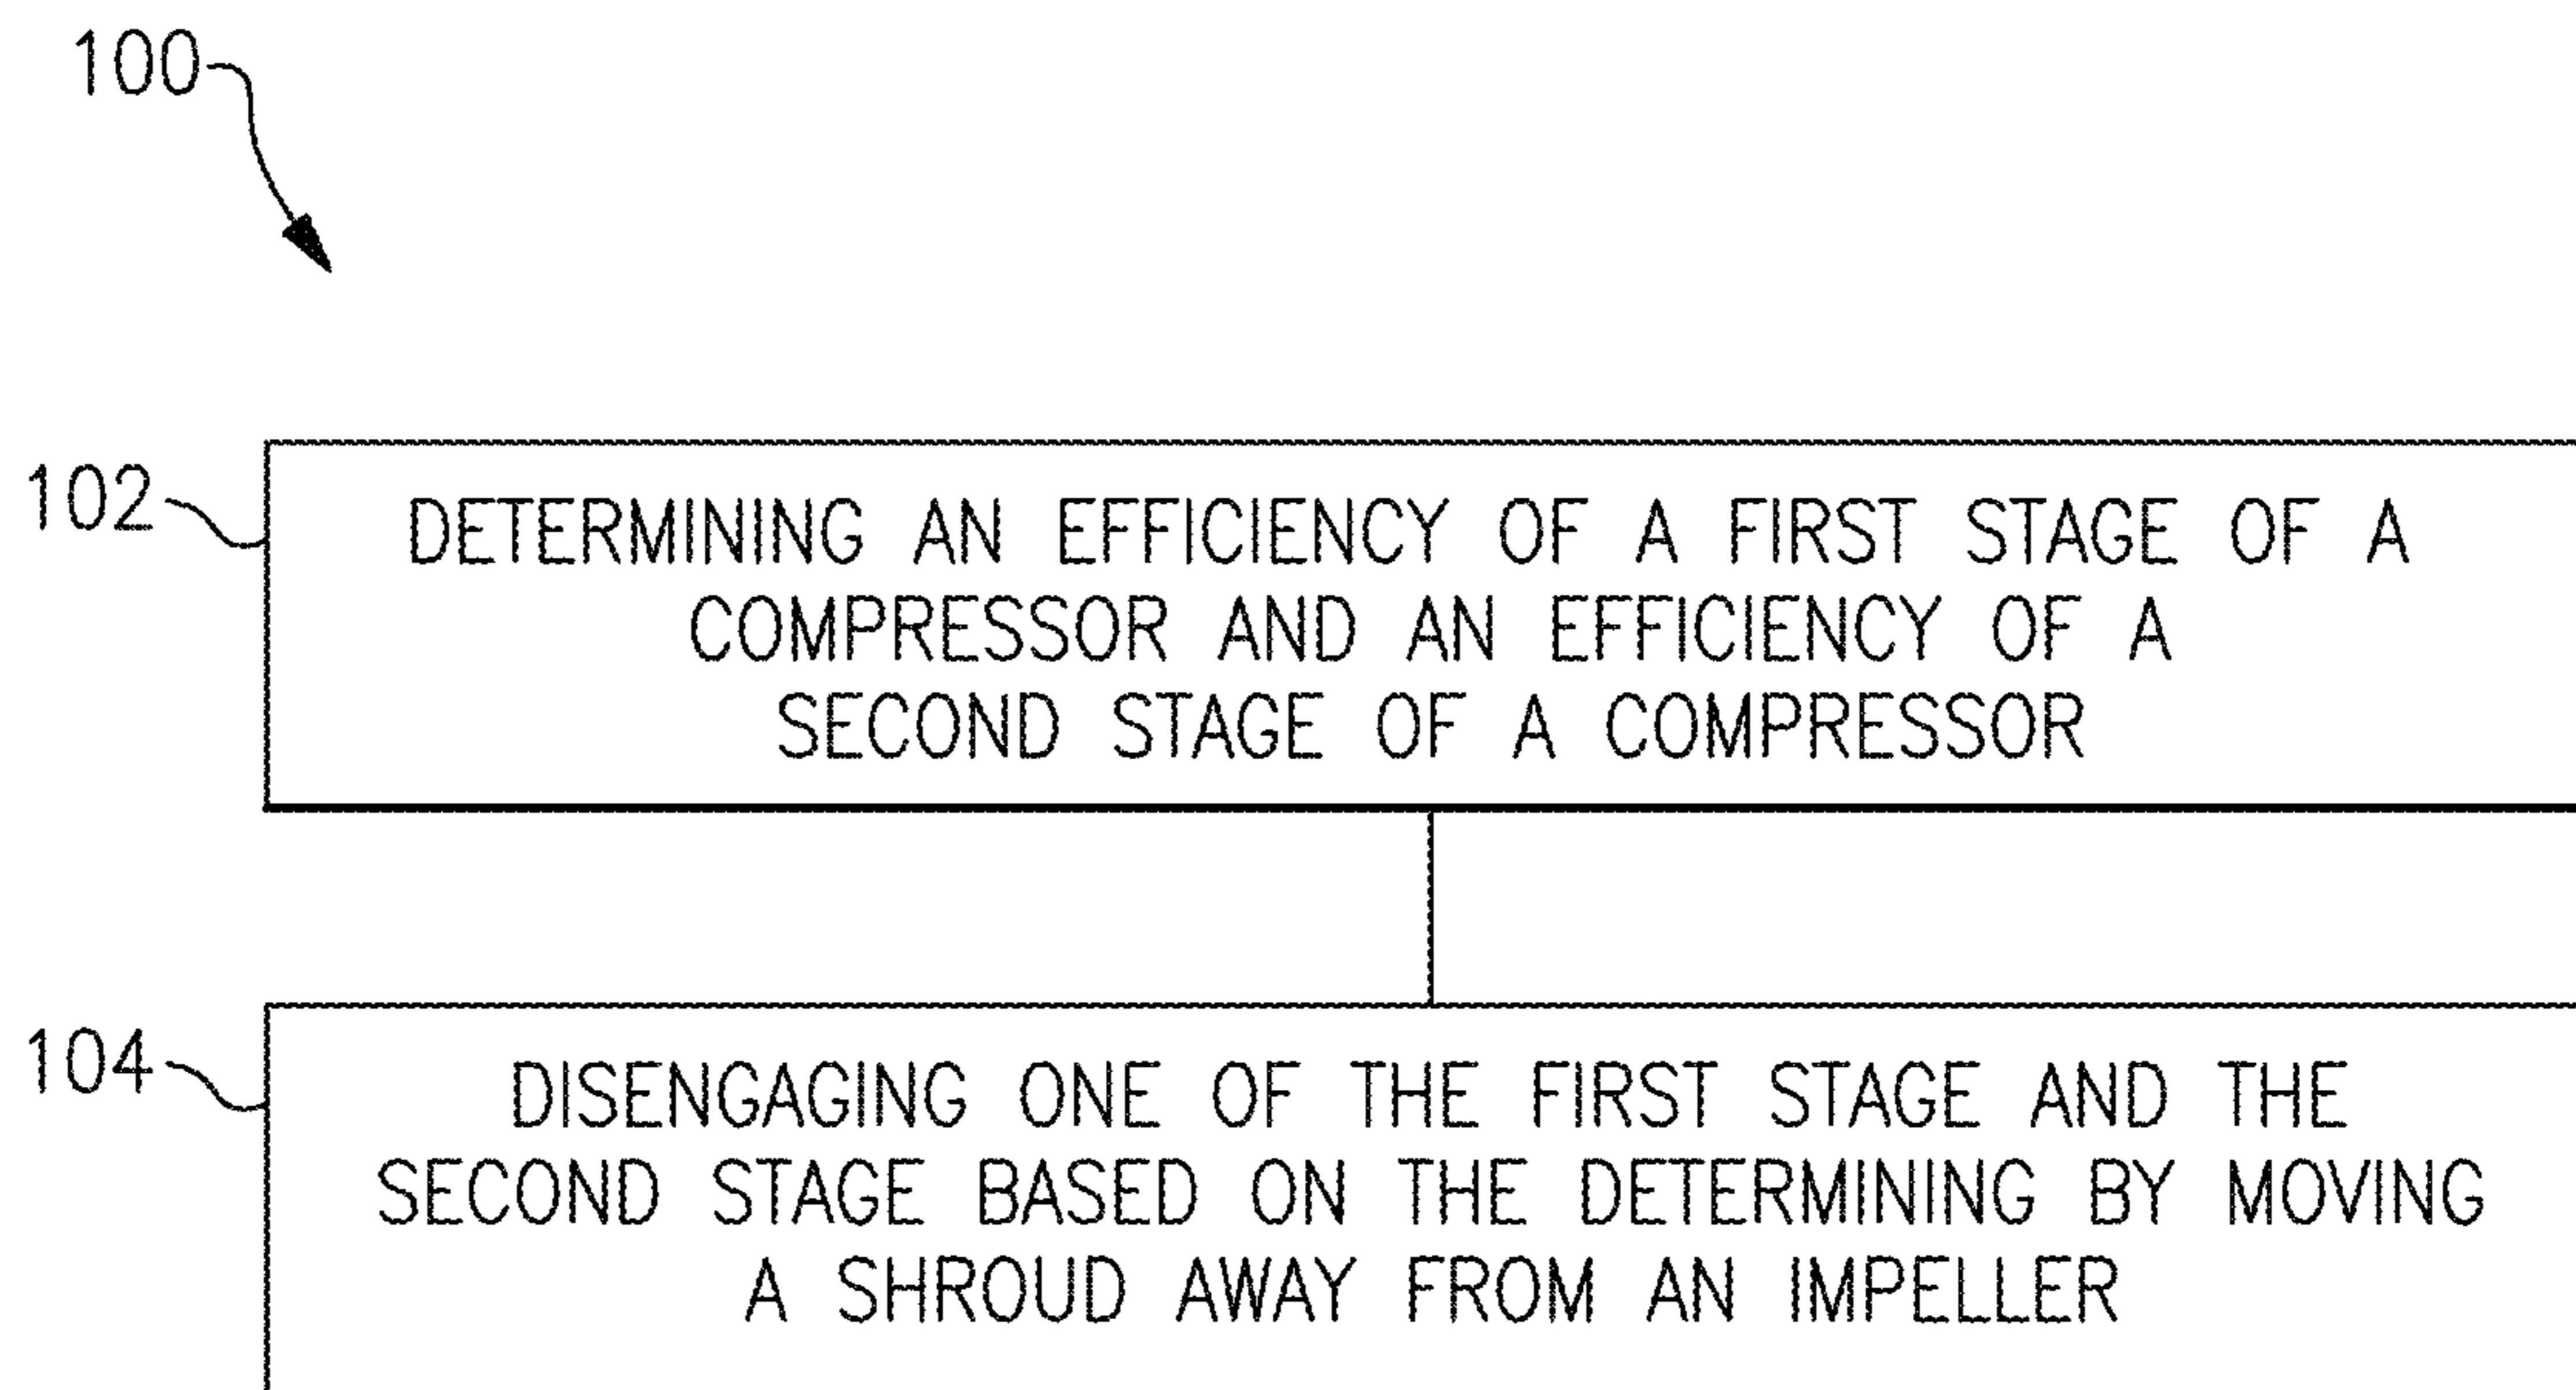 100
102
DETERMINING AN EFFICIENCY OF A FIRST STAGE OF A
COMPRESSOR AND AN EFFICIENCY OF A
SECOND STAGE OF A COMPRESSOR
104
DISENGAGING ONE OF THE FIRST STAGE AND THE
SECOND STAGE BASED ON THE DETERMINING BY MOVING
A SHROUD AWAY FROM AN IMPELLER